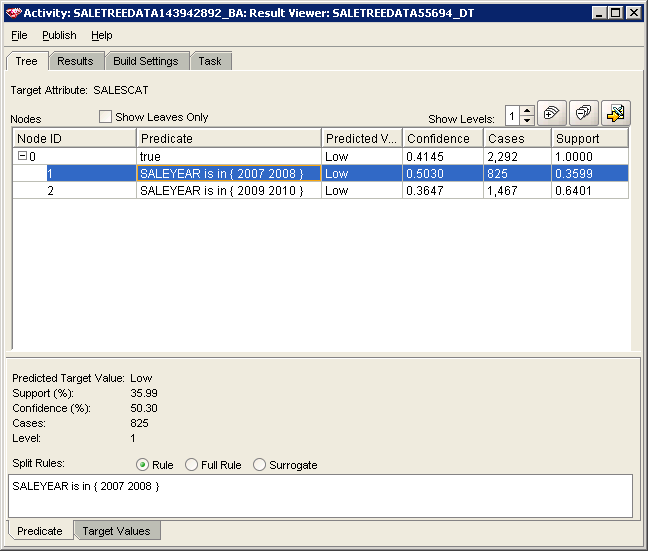 Activity: SALETREEDATA143942892_BA: Result Viewer: SALETREEDATA55694_DT
File Publish Help
Tree Results Build Settings Task
Target Attribute: SALESCAT
Nodes Show Leaves Only Show Levels: 1
Node ID Predicate Predicted V... Confidence Cases Support
0 true Low 0.4145 2,292 1.0000
1 SALEYEAR is in { 2007 2008 } Low 0.5030 825 0.3599
2 SALEYEAR is in { 2009 2010 } Low 0.3647 1,467 0.6401
Predicted Target Value: Low
Support (%): 35.99
Confidence (%): 50.30
Cases: 825
Level: 1
Split Rules: Rule Full Rule Surrogate
SALEYEAR is in { 2007 2008 }
Predicate Target Values